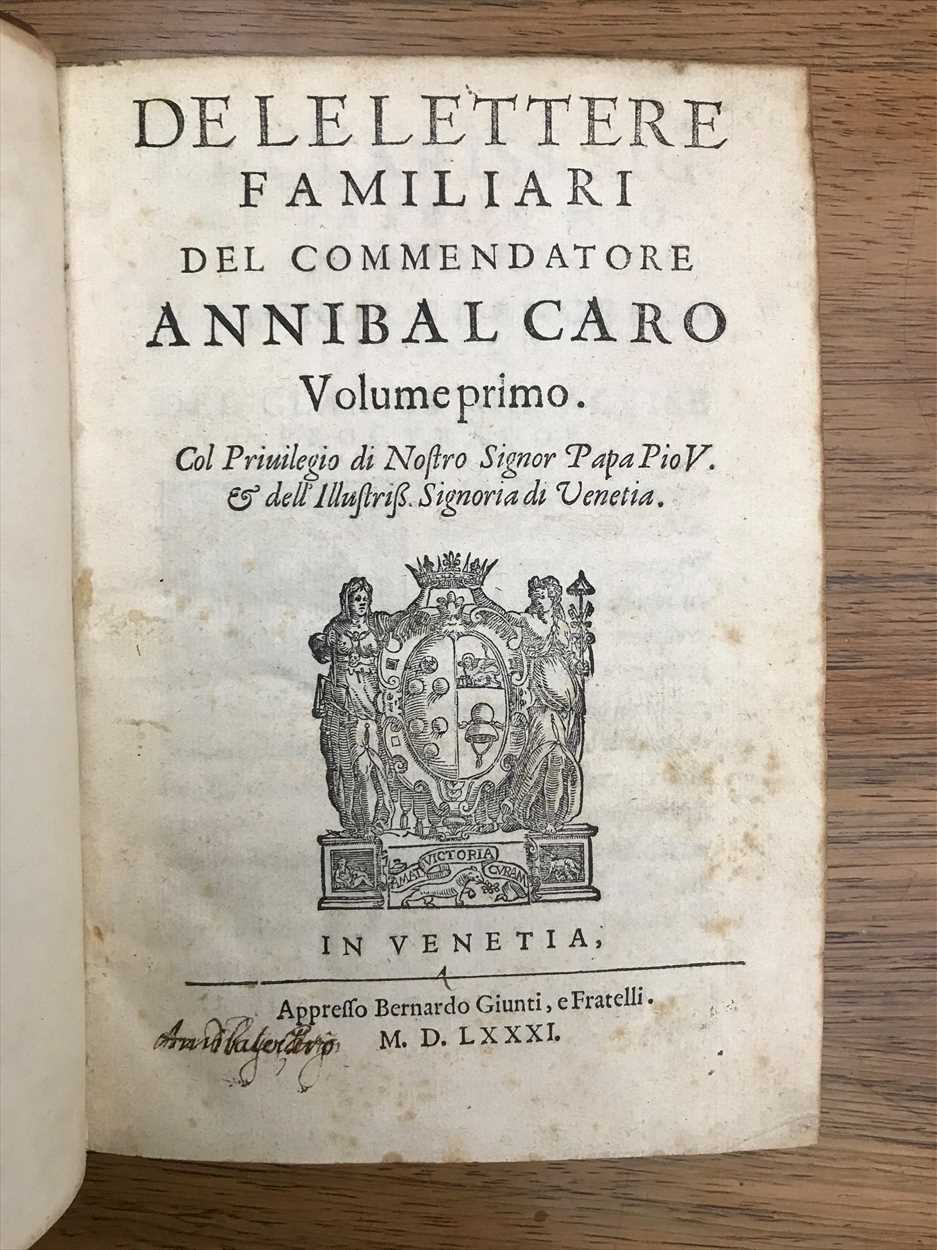 DE LE LETTERE
FAMILIARI
DEL COMMENDATORE
ANNIBAL CARO
Volume primo.
Col Priuilegio di Noſtro Signor Papa Pio V.
& dell' Illuſtriß. Signoria di Venetia.
VICTORIA
AMAT CVRAM
IN VENETIA,
Appreſſo Bernardo Giunti, e Fratelli.
M. D. LXXXI.